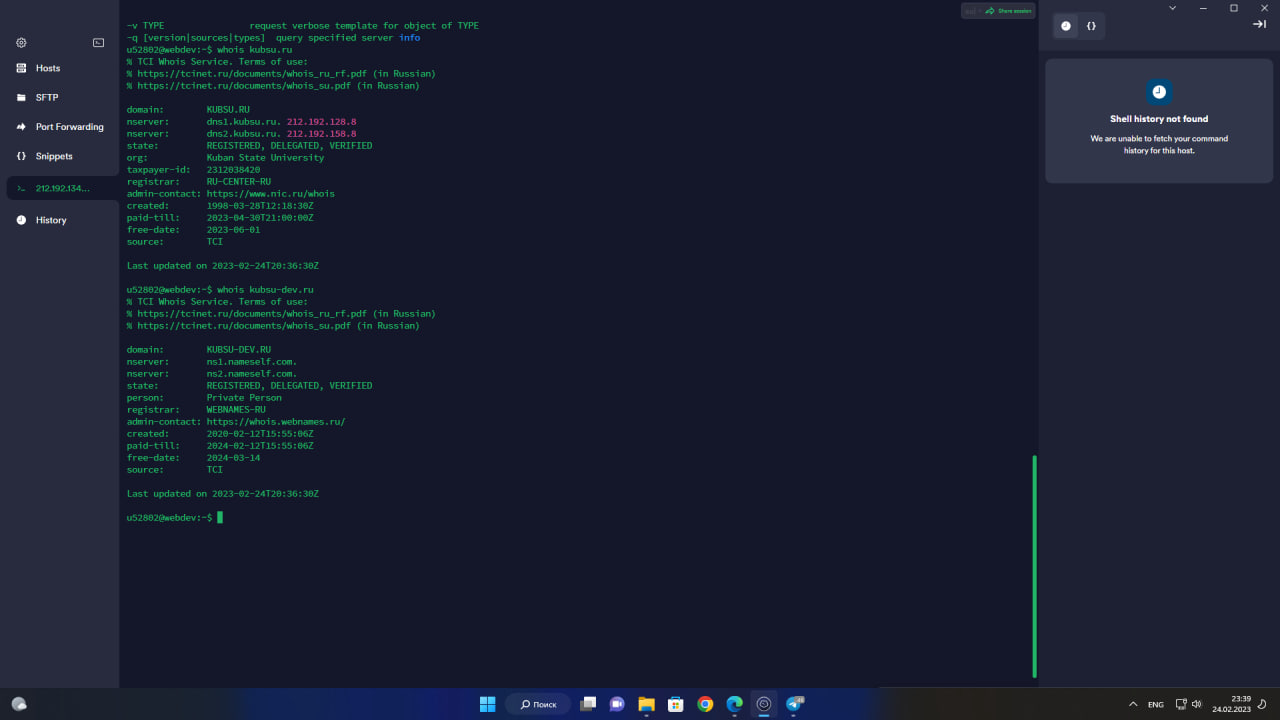 -v TYPE                request verbose template for object of TYPE
-q [version|sources|types]  query specified server info
u52802@webdev:~$ whois kubsu.ru
% TCI Whois Service. Terms of use:
% https://tcinet.ru/documents/whois_ru_rf.pdf (in Russian)
% https://tcinet.ru/documents/whois_su.pdf (in Russian)
domain:        KUBSU.RU
nserver:       dns1.kubsu.ru. 212.192.128.8
nserver:       dns2.kubsu.ru. 212.192.158.8
state:         REGISTERED, DELEGATED, VERIFIED
org:           Kuban State University
taxpayer-id:   2312038420
registrar:     RU-CENTER-RU
admin-contact: https://www.nic.ru/whois
created:       1998-03-28T12:18:30Z
paid-till:     2023-04-30T21:00:00Z
free-date:     2023-06-01
source:        TCI
Last updated on 2023-02-24T20:36:30Z
u52802@webdev:~$ whois kubsu-dev.ru
% TCI Whois Service. Terms of use:
% https://tcinet.ru/documents/whois_ru_rf.pdf (in Russian)
% https://tcinet.ru/documents/whois_su.pdf (in Russian)
domain:        KUBSU-DEV.RU
nserver:       ns1.nameself.com.
nserver:       ns2.nameself.com.
state:         REGISTERED, DELEGATED, VERIFIED
person:        Private Person
registrar:     WEBNAMES-RU
admin-contact: https://whois.webnames.ru/
created:       2020-02-12T15:55:06Z
paid-till:     2024-02-12T15:55:06Z
free-date:     2024-03-14
source:        TCI
Last updated on 2023-02-24T20:36:30Z
u52802@webdev:~$
Hosts
SFTP
Port Forwarding
{} Snippets
>_ 212.192.134...
History
Share session
{}
Shell history not found
We are unable to fetch your command
history for this host.
Поиск
ENG
23:39
24.02.2023